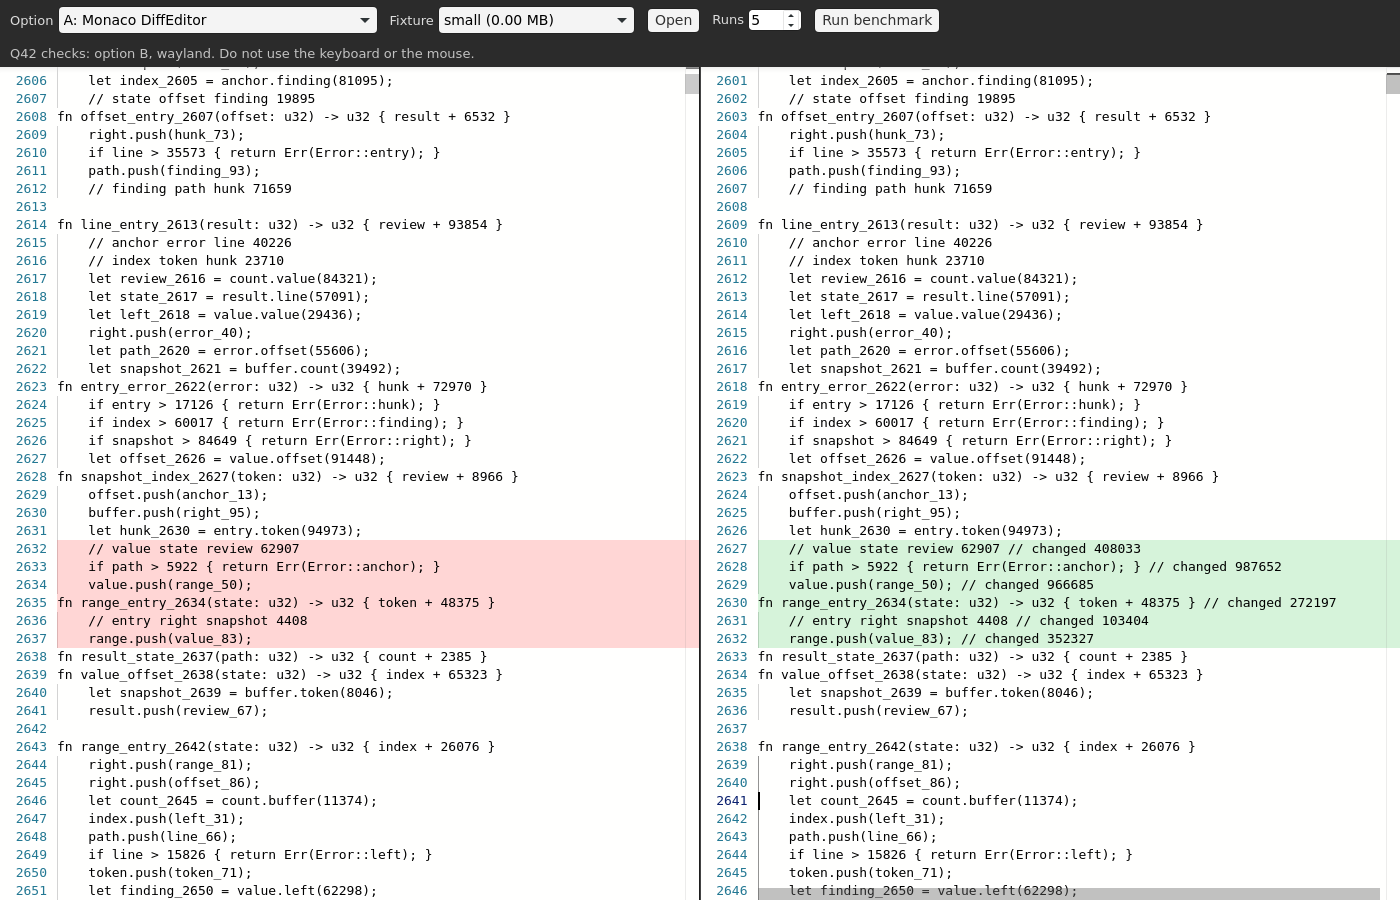 Option A: Monaco DiffEditor Fixture small (0.00 MB) Open Runs 5 Run benchmark
Q42 checks: option B, wayland. Do not use the keyboard or the mouse.
2606     let index_2605 = anchor.finding(81095);
2607     // state offset finding 19895
2608 fn offset_entry_2607(offset: u32) -> u32 { result + 6532 }
2609     right.push(hunk_73);
2610     if line > 35573 { return Err(Error::entry); }
2611     path.push(finding_93);
2612     // finding path hunk 71659
2613
2614 fn line_entry_2613(result: u32) -> u32 { review + 93854 }
2615     // anchor error line 40226
2616     // index token hunk 23710
2617     let review_2616 = count.value(84321);
2618     let state_2617 = result.line(57091);
2619     let left_2618 = value.value(29436);
2620     right.push(error_40);
2621     let path_2620 = error.offset(55606);
2622     let snapshot_2621 = buffer.count(39492);
2623 fn entry_error_2622(error: u32) -> u32 { hunk + 72970 }
2624     if entry > 17126 { return Err(Error::hunk); }
2625     if index > 60017 { return Err(Error::finding); }
2626     if snapshot > 84649 { return Err(Error::right); }
2627     let offset_2626 = value.offset(91448);
2628 fn snapshot_index_2627(token: u32) -> u32 { review + 8966 }
2629     offset.push(anchor_13);
2630     buffer.push(right_95);
2631     let hunk_2630 = entry.token(94973);
2632     // value state review 62907
2633     if path > 5922 { return Err(Error::anchor); }
2634     value.push(range_50);
2635 fn range_entry_2634(state: u32) -> u32 { token + 48375 }
2636     // entry right snapshot 4408
2637     range.push(value_83);
2638 fn result_state_2637(path: u32) -> u32 { count + 2385 }
2639 fn value_offset_2638(state: u32) -> u32 { index + 65323 }
2640     let snapshot_2639 = buffer.token(8046);
2641     result.push(review_67);
2642
2643 fn range_entry_2642(state: u32) -> u32 { index + 26076 }
2644     right.push(range_81);
2645     right.push(offset_86);
2646     let count_2645 = count.buffer(11374);
2647     index.push(left_31);
2648     path.push(line_66);
2649     if line > 15826 { return Err(Error::left); }
2650     token.push(token_71);
2651     let finding_2650 = value.left(62298);
2601     let index_2605 = anchor.finding(81095);
2602     // state offset finding 19895
2603 fn offset_entry_2607(offset: u32) -> u32 { result + 6532 }
2604     right.push(hunk_73);
2605     if line > 35573 { return Err(Error::entry); }
2606     path.push(finding_93);
2607     // finding path hunk 71659
2608
2609 fn line_entry_2613(result: u32) -> u32 { review + 93854 }
2610     // anchor error line 40226
2611     // index token hunk 23710
2612     let review_2616 = count.value(84321);
2613     let state_2617 = result.line(57091);
2614     let left_2618 = value.value(29436);
2615     right.push(error_40);
2616     let path_2620 = error.offset(55606);
2617     let snapshot_2621 = buffer.count(39492);
2618 fn entry_error_2622(error: u32) -> u32 { hunk + 72970 }
2619     if entry > 17126 { return Err(Error::hunk); }
2620     if index > 60017 { return Err(Error::finding); }
2621     if snapshot > 84649 { return Err(Error::right); }
2622     let offset_2626 = value.offset(91448);
2623 fn snapshot_index_2627(token: u32) -> u32 { review + 8966 }
2624     offset.push(anchor_13);
2625     buffer.push(right_95);
2626     let hunk_2630 = entry.token(94973);
2627     // value state review 62907 // changed 408033
2628     if path > 5922 { return Err(Error::anchor); } // changed 987652
2629     value.push(range_50); // changed 966685
2630 fn range_entry_2634(state: u32) -> u32 { token + 48375 } // changed 272197
2631     // entry right snapshot 4408 // changed 103404
2632     range.push(value_83); // changed 352327
2633 fn result_state_2637(path: u32) -> u32 { count + 2385 }
2634 fn value_offset_2638(state: u32) -> u32 { index + 65323 }
2635     let snapshot_2639 = buffer.token(8046);
2636     result.push(review_67);
2637
2638 fn range_entry_2642(state: u32) -> u32 { index + 26076 }
2639     right.push(range_81);
2640     right.push(offset_86);
2641     let count_2645 = count.buffer(11374);
2642     index.push(left_31);
2643     path.push(line_66);
2644     if line > 15826 { return Err(Error::left); }
2645     token.push(token_71);
2646     let finding_2650 = value.left(62298);